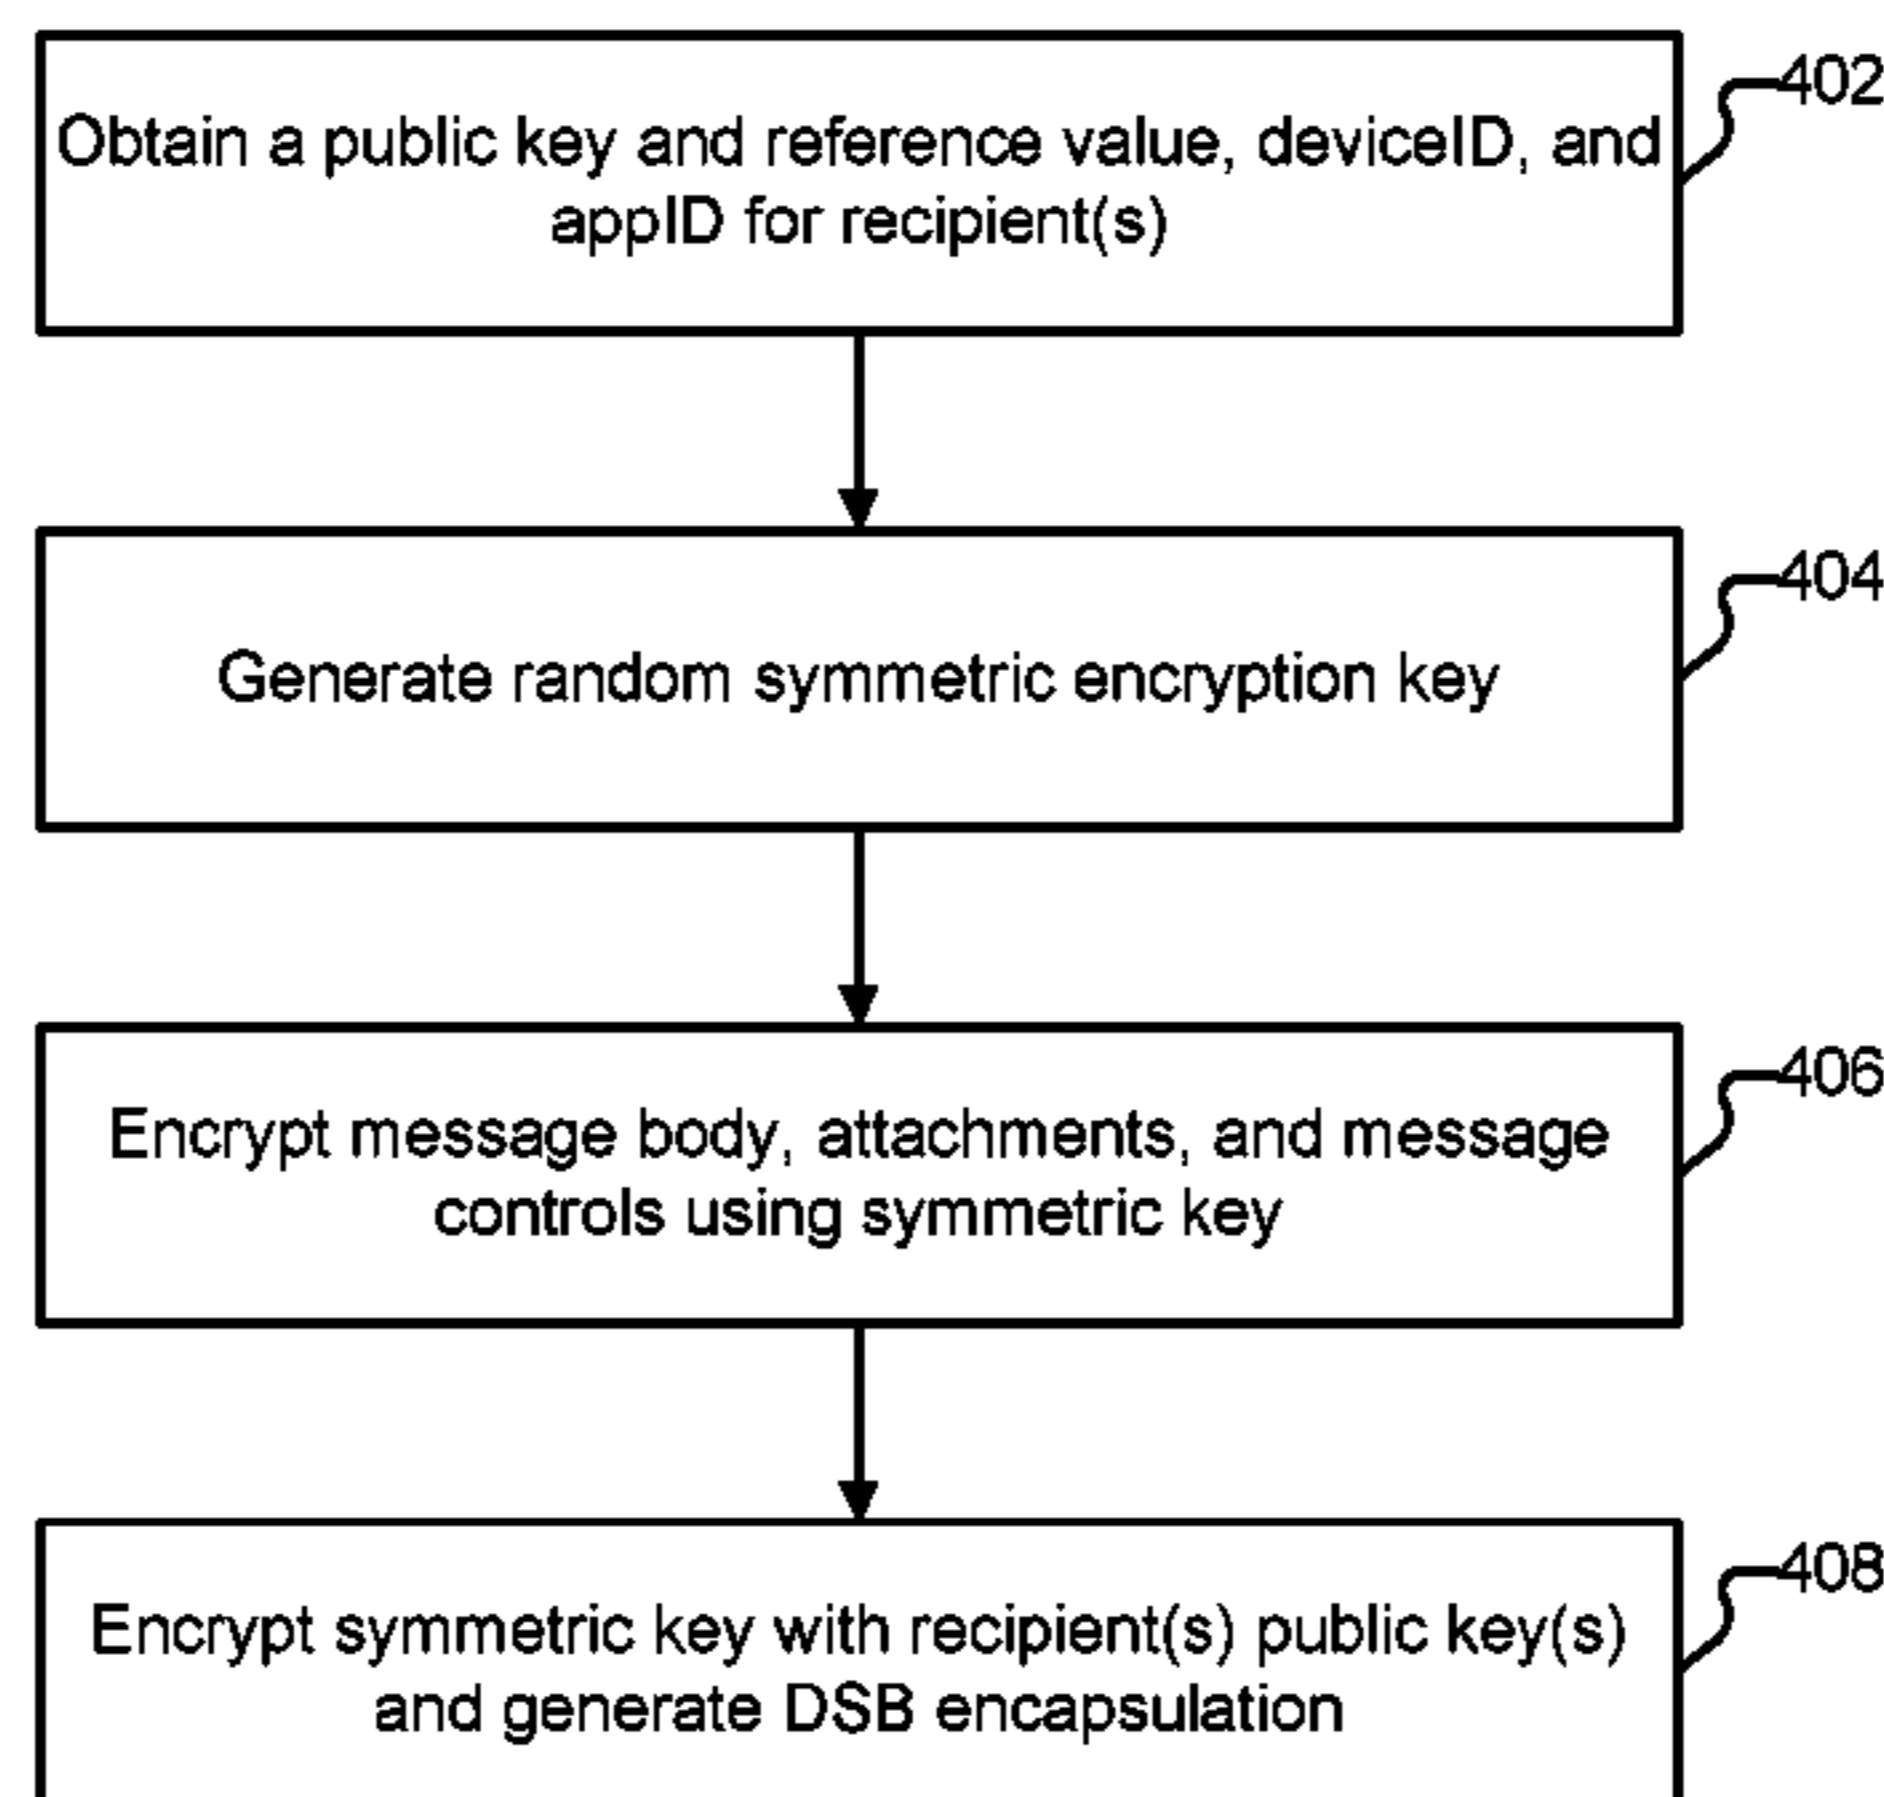 402
Obtain a public key and reference value, deviceID, and
appID for recipient(s)
404
Generate random symmetric encryption key
406
Encrypt message body, attachments, and message
controls using symmetric key
408
Encrypt symmetric key with recipient(s) public key(s)
and generate DSB encapsulation